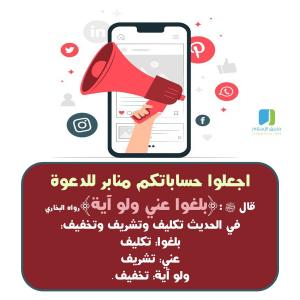 اجعلوا حساباتكم منابر للدعوة
قال ﷺ : ﴿بلغوا عني ولو آية﴾ رواه البخاري
في الحديث تكليف وتشريف وتخفيف:
بلغوا: تكليف
عني: تشريف
ولو آية: تخفيف.